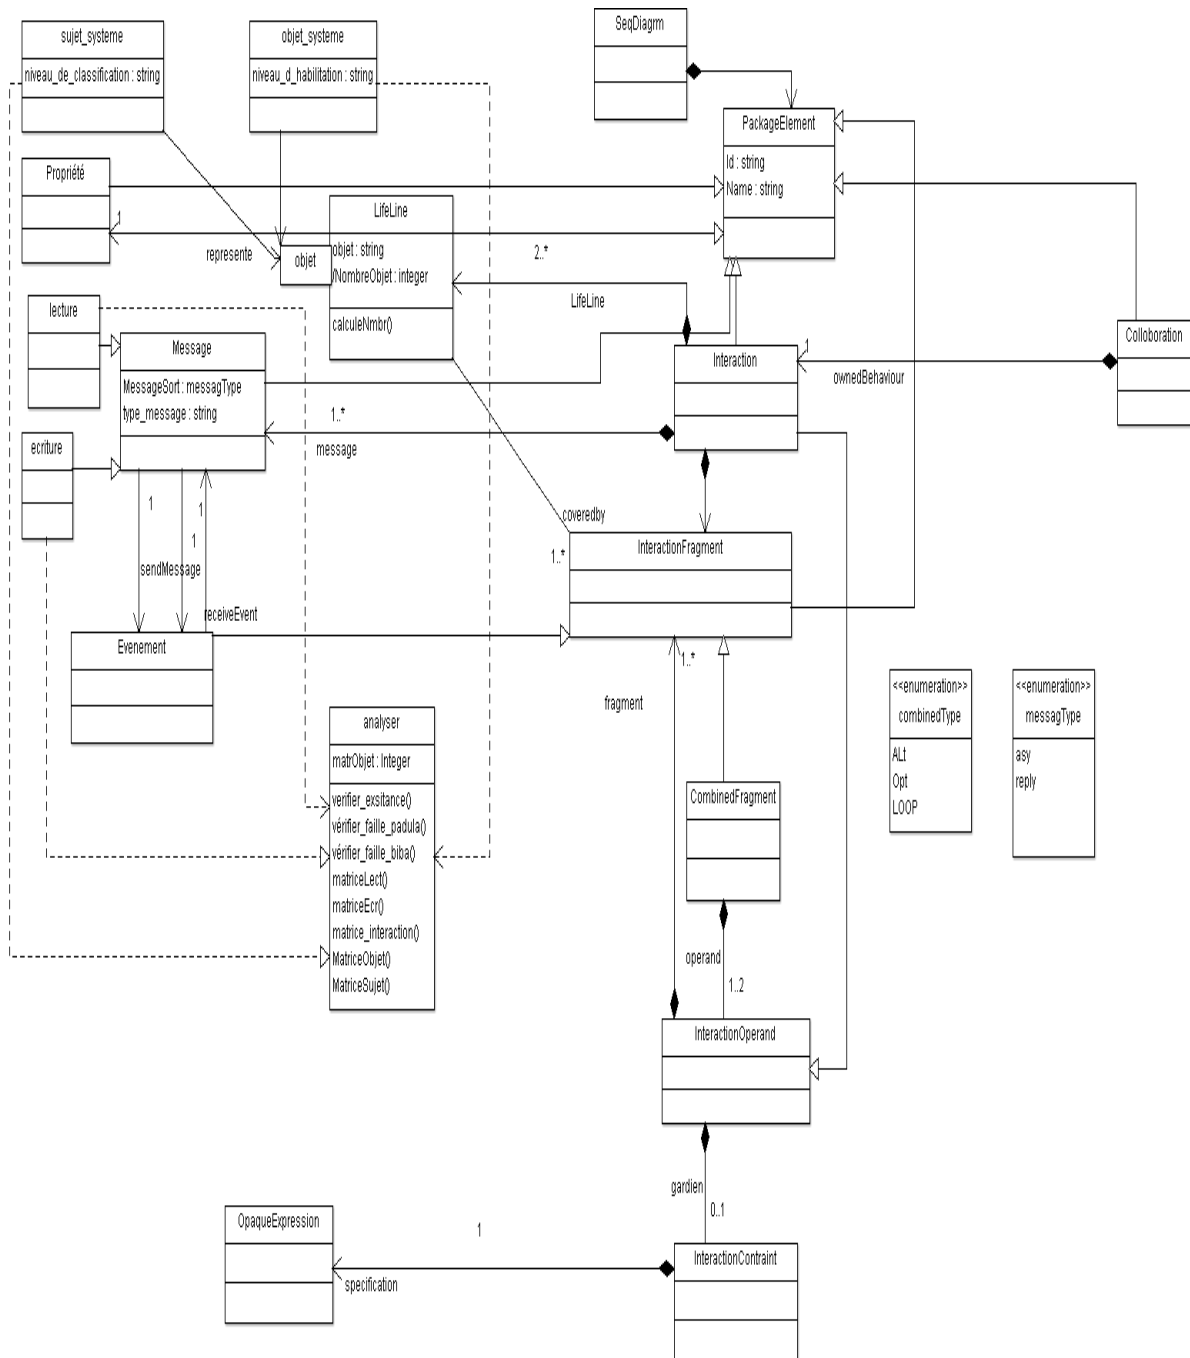 SeqDiagrm
sujet_systeme
niveau_de_classification : string
objet_systeme
niveau_d_habilitation : string
PackageElement
Id : string
Name : string
Propriété
1
LifeLine
objet : string
/NombreObjet : integer
calculeNmbr()
represente
objet
2..*
LifeLine
lecture
Message
MessageSort : messagType
type_message : string
Interaction
1
ownedBehaviour
Colloboration
1..*
message
ecriture
1
1
1
sendMessage
receiveEvent
coveredby
1..*
InteractionFragment
Evenement
1..*
fragment
<<enumeration>>
combinedType
ALt
Opt
LOOP
<<enumeration>>
messagType
asy
reply
analyser
matrObjet : Integer
verifier_exsitance()
vérifier_faille_padula()
vérifier_faille_biba()
matriceLect()
matriceEcr()
matrice_interaction()
MatriceObjet()
MatriceSujet()
CombinedFragment
operand
1..2
InteractionOperand
gardien
0..1
OpaqueExpression
1
specification
InteractionContraint